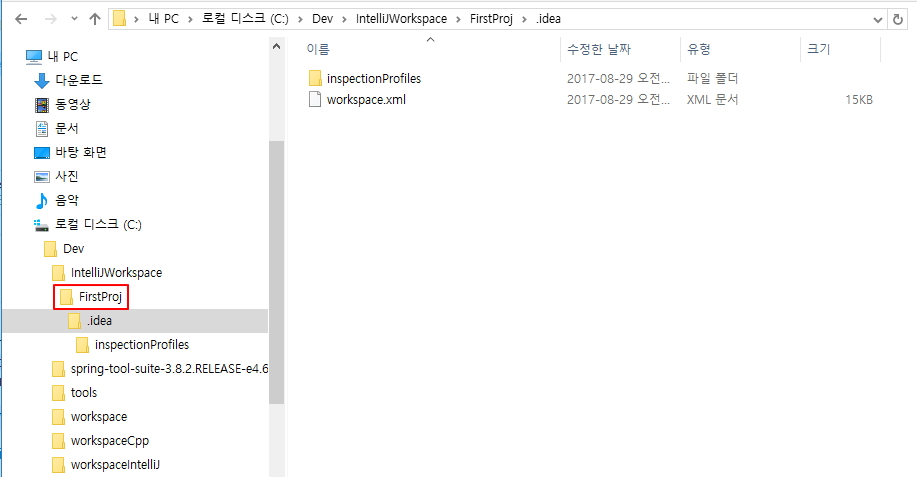 내 PC > 로컬 디스크 (C:) > Dev > IntelliJWorkspace > FirstProj > .idea
내 PC
다운로드
동영상
문서
바탕 화면
사진
음악
로컬 디스크 (C:)
Dev
IntelliJWorkspace
FirstProj
.idea
inspectionProfiles
spring-tool-suite-3.8.2.RELEASE-e4.6
tools
workspace
workspaceCpp
workspaceIntelliJ
이름 수정한 날짜 유형 크기
inspectionProfiles 2017-08-29 오전... 파일 폴더
workspace.xml 2017-08-29 오전... XML 문서 15KB